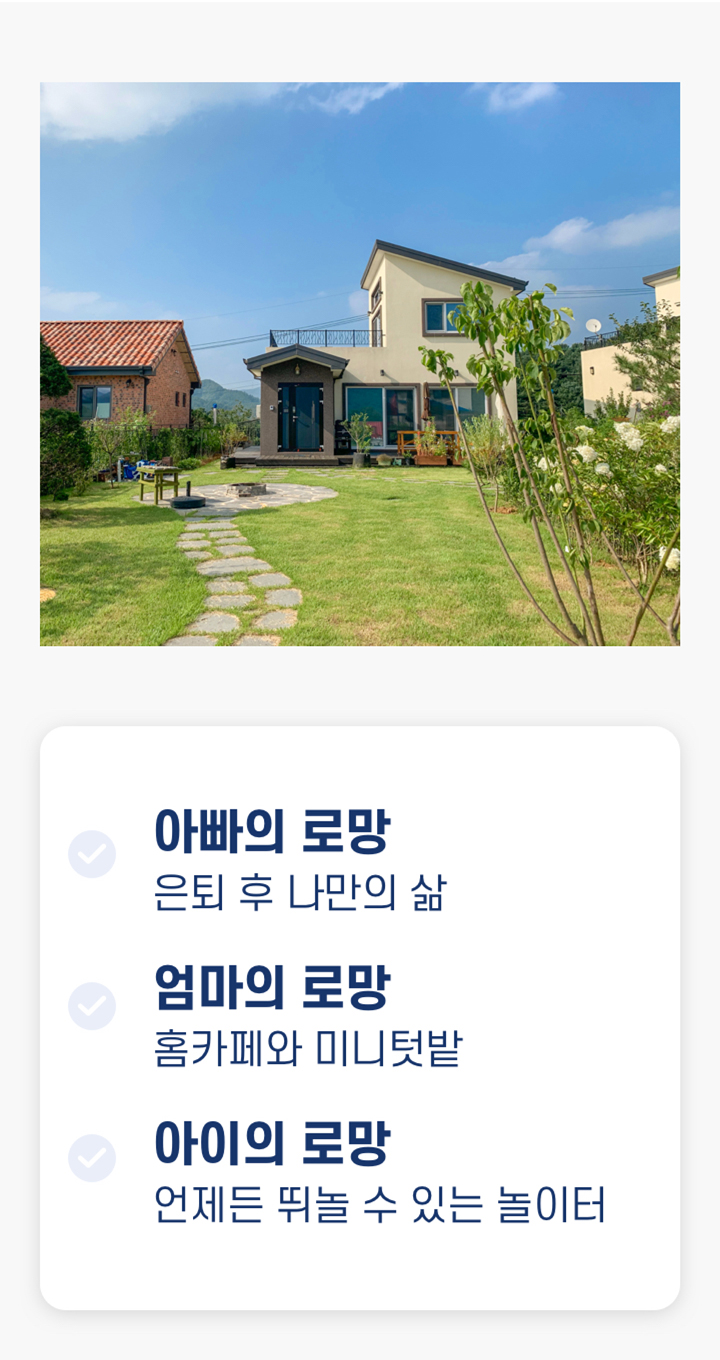 아빠의 로망
은퇴 후 나만의 삶
엄마의 로망
홈카페와 미니텃밭
아이의 로망
언제든 뛰놀 수 있는 놀이터